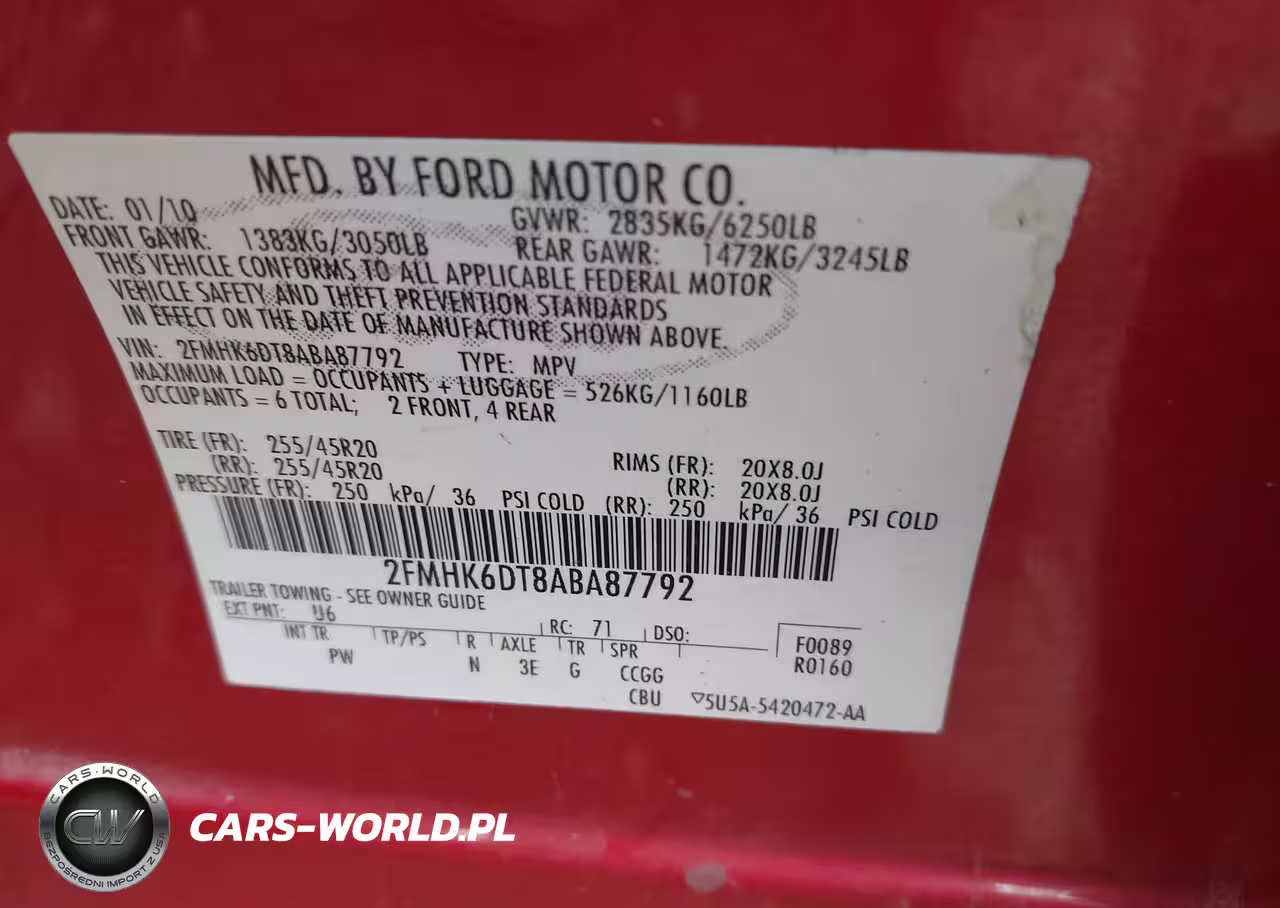 MFD. BY FORD MOTOR CO.
DATE: 01/10 GVWR: 2835KG/6250LB
FRONT GAWR: 1383KG/3050LB REAR GAWR: 1472KG/3245LB
THIS VEHICLE CONFORMS TO ALL APPLICABLE FEDERAL MOTOR
VEHICLE SAFETY AND THEFT PREVENTION STANDARDS
IN EFFECT ON THE DATE OF MANUFACTURE SHOWN ABOVE.
VIN: 2FMHK6DT8ABA87792 TYPE: MPV
MAXIMUM LOAD = OCCUPANTS + LUGGAGE = 526KG/1160LB
OCCUPANTS = 6 TOTAL; 2 FRONT, 4 REAR
TIRE (FR): 255/45R20 RIMS (FR): 20X8.0J
(RR): 255/45R20 (RR): 20X8.0J
PRESSURE (FR): 250 kPa/ 36 PSI COLD (RR): 250 kPa/ 36 PSI COLD
2FMHK6DT8ABA87792
TRAILER TOWING - SEE OWNER GUIDE
EXT PNT: U6 RC: 71 DSO: F0089
INT TR TP/PS R AXLE TR SPR R0160
PW N 3E G CCGG
CBU ▽5U5A-5420472-AA
CARS-WORLD
CW
BEZPOŚREDNI IMPORT Z USA
CARS-WORLD.PL